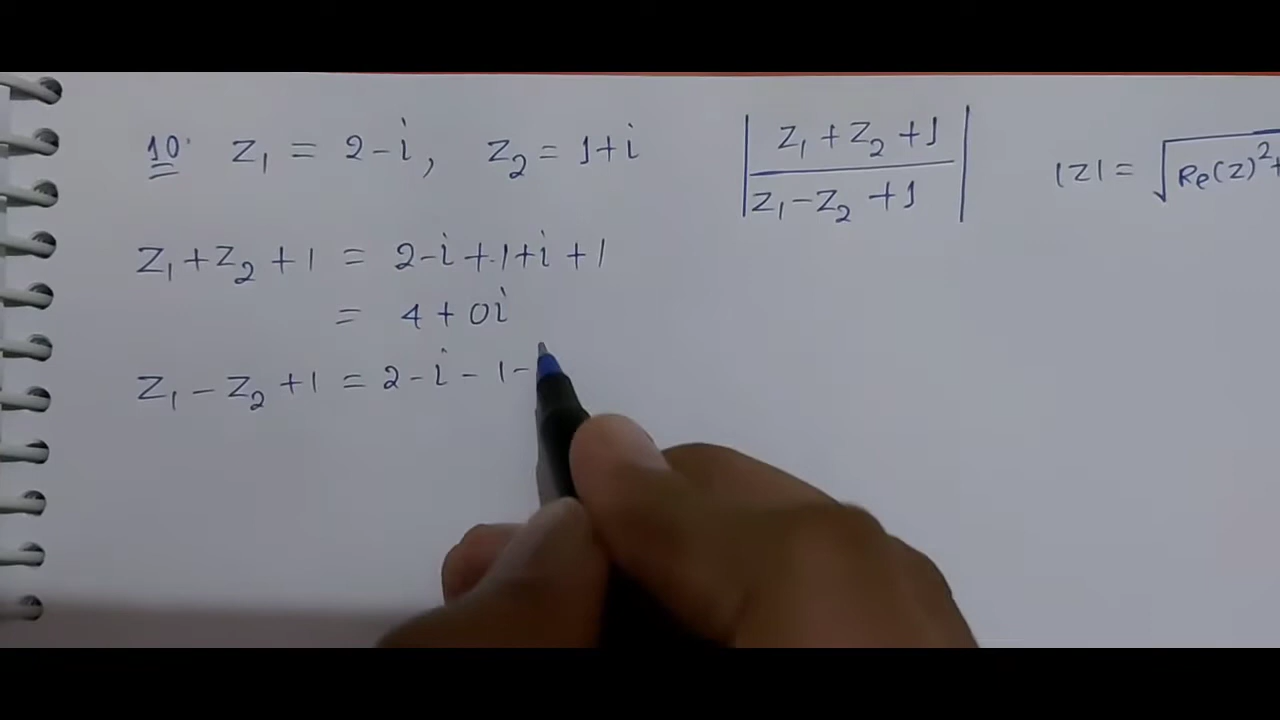 10. z₁ = 2-i, z₂ = 1+i |z₁+z₂+1 / z₁-z₂+1| |z| = √Re(z)²+
z₁+z₂+1 = 2-i+1+i+1
= 4+0i
z₁-z₂+1 = 2-i-1-